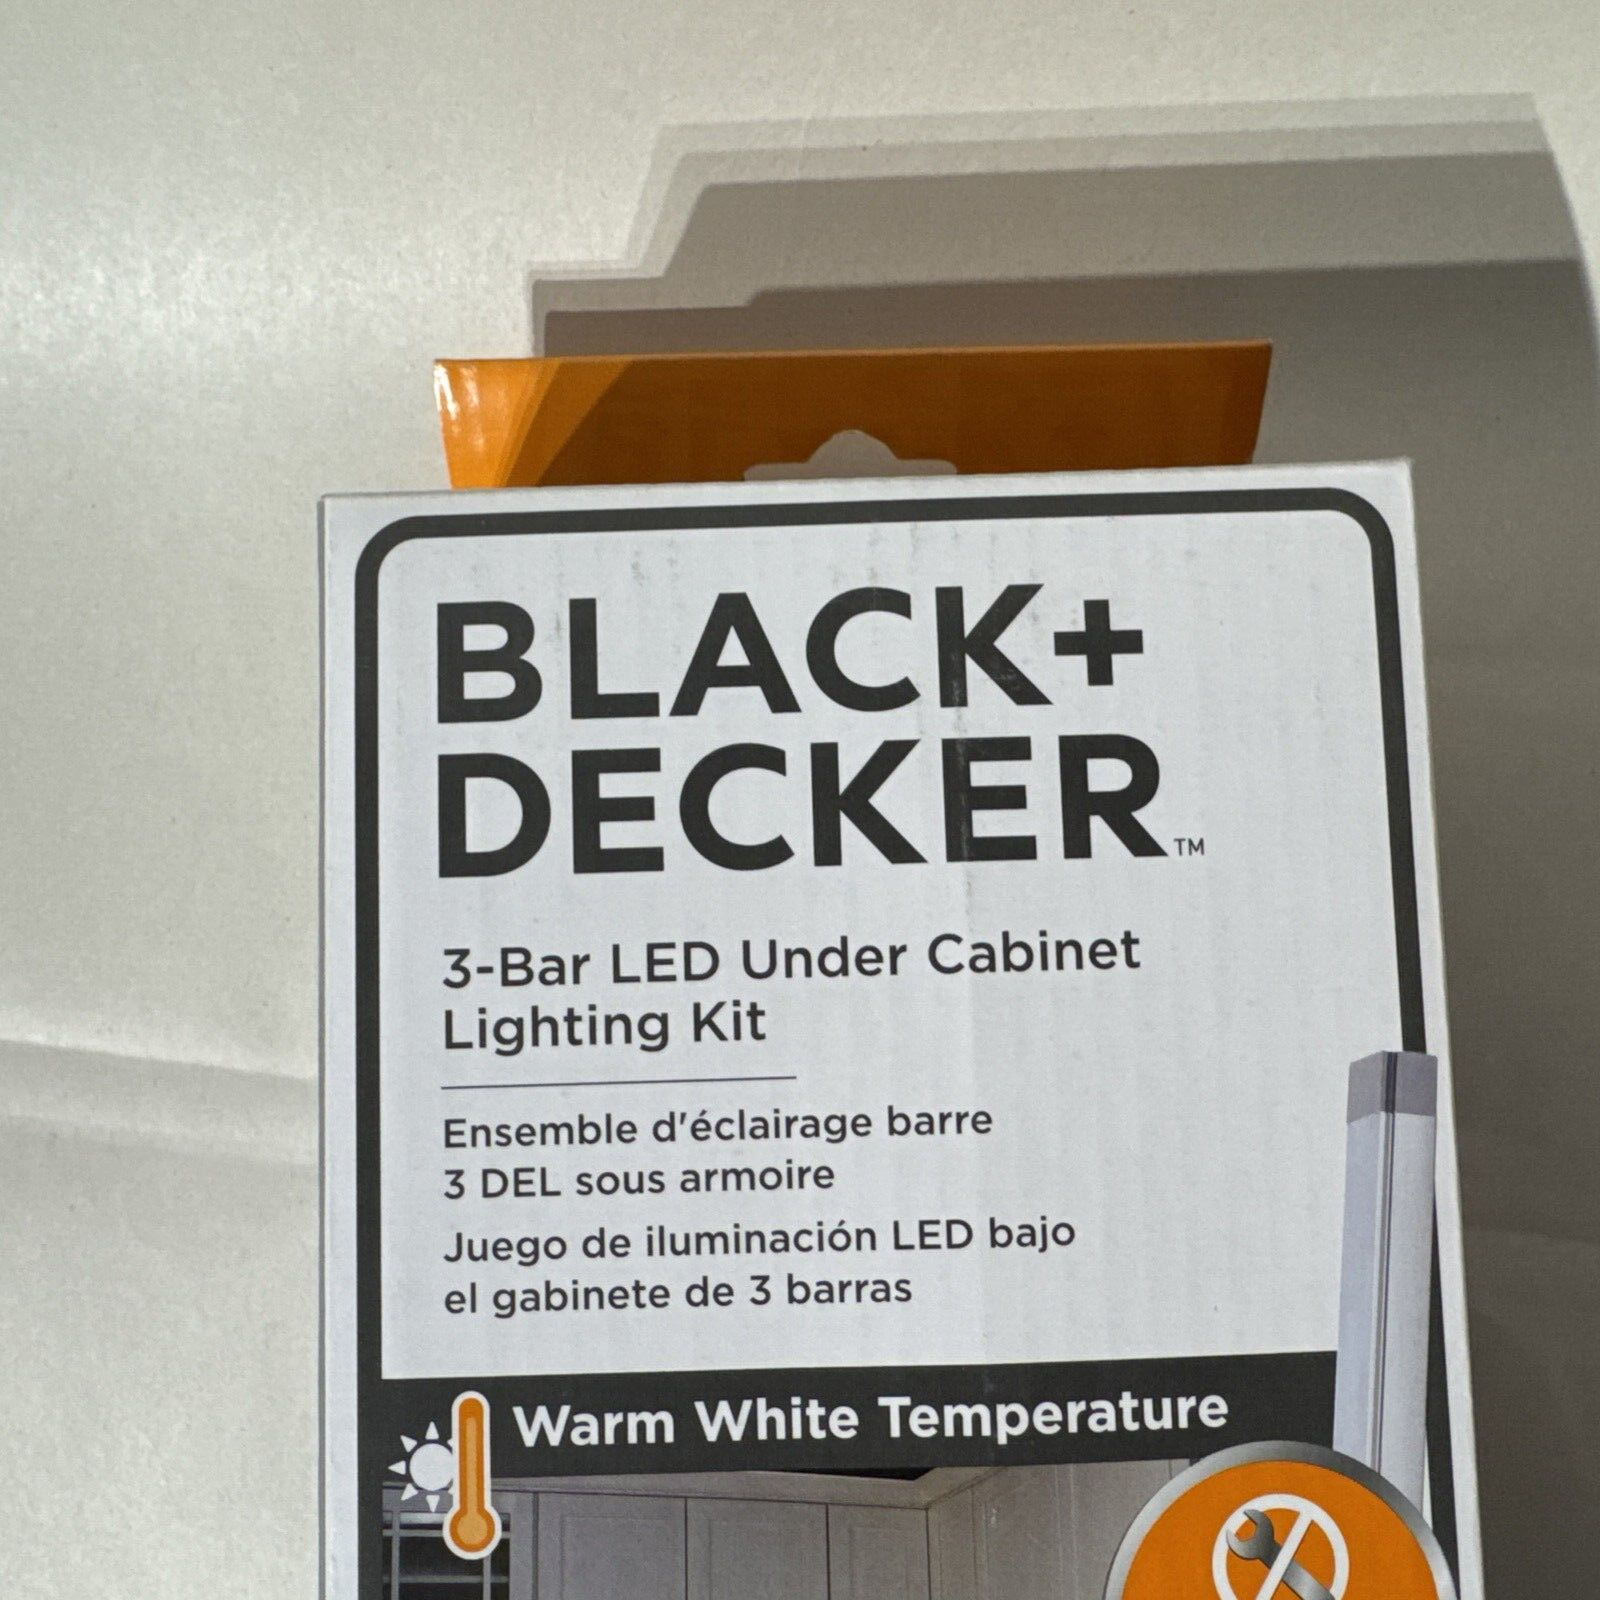 BLACK+
DECKER™
3-Bar LED Under Cabinet
Lighting Kit
Ensemble d'éclairage barre
3 DEL sous armoire
Juego de iluminación LED bajo
el gabinete de 3 barras
Warm White Temperature